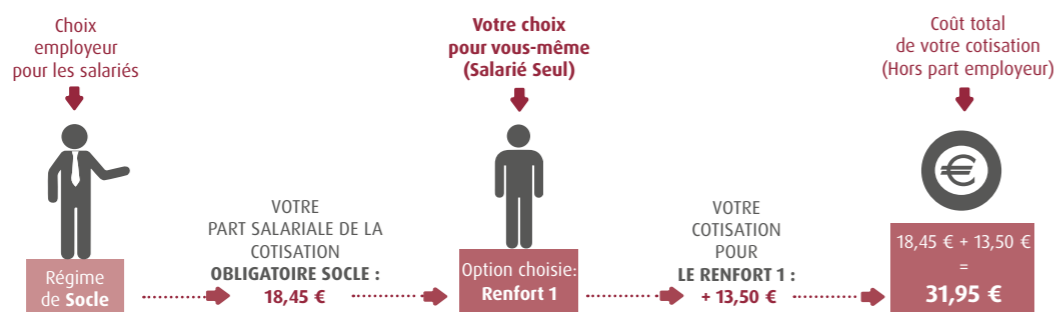 Choix
employeur
pour les salariés
Votre choix
pour vous-même
(Salarié Seul)
Coût total
de votre cotisation
(Hors part employeur)
Régime
de Socle
VOTRE
PART SALARIALE DE LA
COTISATION
OBLIGATOIRE SOCLE :
18,45 €
Option choisie:
Renfort 1
VOTRE
COTISATION
POUR
LE RENFORT 1 :
+ 13,50 €
€
18,45 € + 13,50 €
=
31,95 €